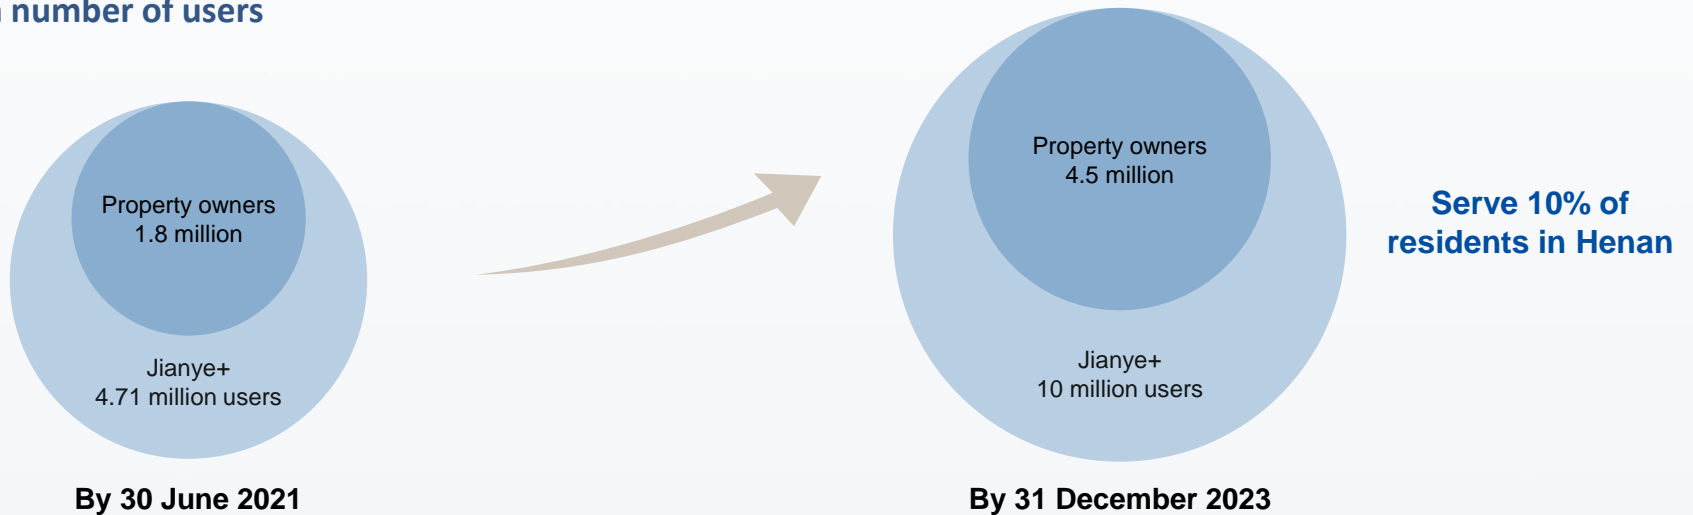 number of users
Property owners
1.8 million
Jianye+
4.71 million users
By 30 June 2021
Property owners
4.5 million
Jianye+
10 million users
By 31 December 2023
Serve 10% of
residents in Henan